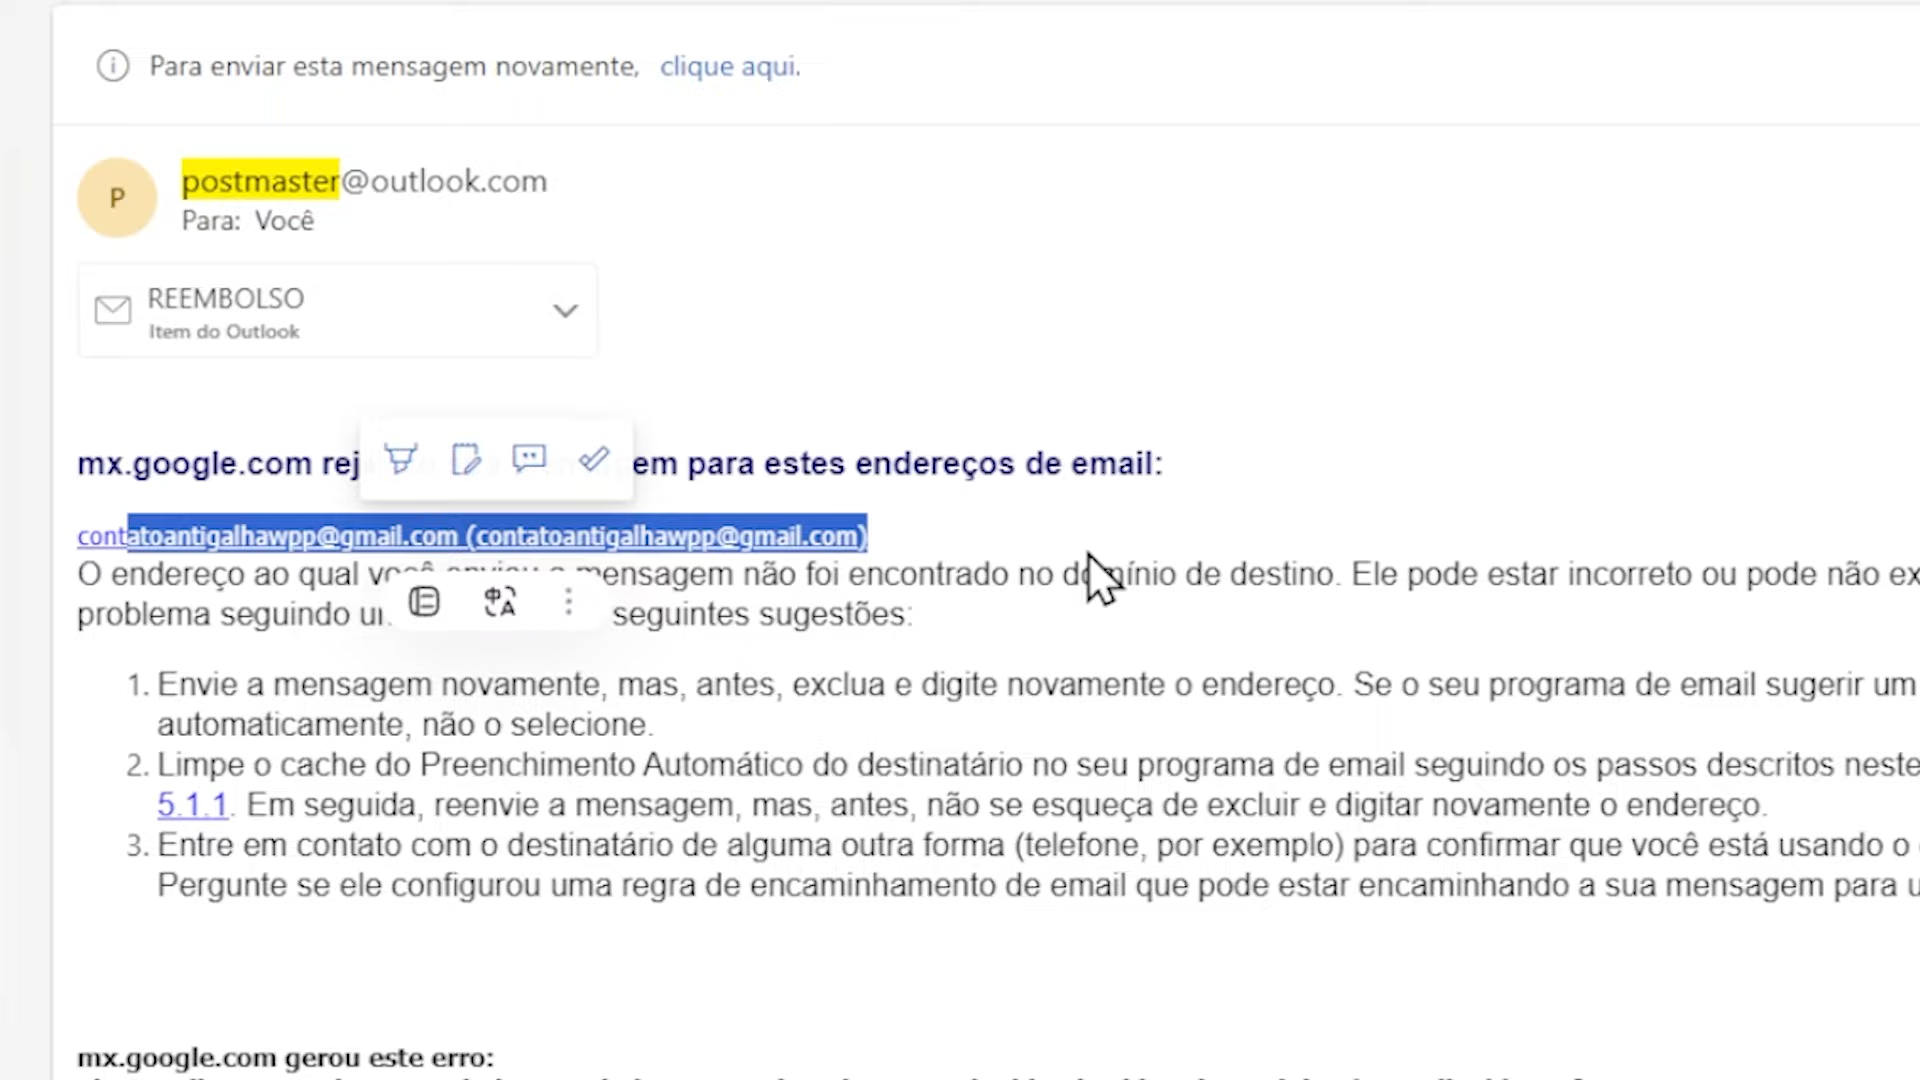 Para enviar esta mensagem novamente, clique aqui.
P
postmaster@outlook.com
Para: Você
REEMBOLSO
Item do Outlook
mx.google.com rej em para estes endereços de email:
contatoantigalhawpp@gmail.com (contatoantigalhawpp@gmail.com)
O endereço ao qual você enviou a mensagem não foi encontrado no domínio de destino. Ele pode estar incorreto ou pode não ex
problema seguindo seguintes sugestões:
1. Envie a mensagem novamente, mas, antes, exclua e digite novamente o endereço. Se o seu programa de email sugerir um
automaticamente, não o selecione.
2. Limpe o cache do Preenchimento Automático do destinatário no seu programa de email seguindo os passos descritos neste
5.1.1. Em seguida, reenvie a mensagem, mas, antes, não se esqueça de excluir e digitar novamente o endereço.
3. Entre em contato com o destinatário de alguma outra forma (telefone, por exemplo) para confirmar que você está usando o
Pergunte se ele configurou uma regra de encaminhamento de email que pode estar encaminhando a sua mensagem para u
mx.google.com gerou este erro: